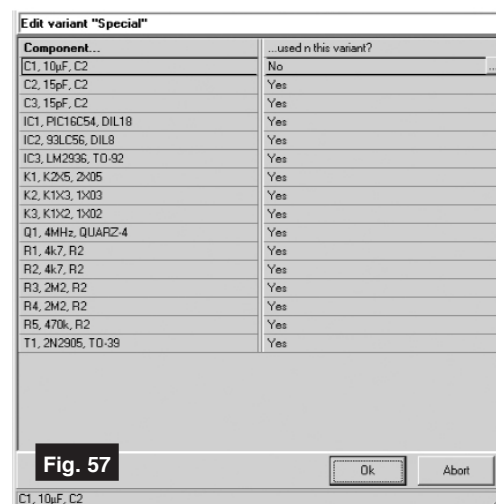 Edit variant "Special"
Component... ...used n this variant?
C1, 10µF, C2 No ...
C2, 15pF, C2 Yes
C3, 15pF, C2 Yes
IC1, PIC16C54, DIL18 Yes
IC2, 93LC56, DIL8 Yes
IC3, LM2936, TO-92 Yes
K1, K2X5, 2X05 Yes
K2, K1X3, 1X03 Yes
K3, K1X2, 1X02 Yes
Q1, 4MHz, QUARZ-4 Yes
R1, 4k7, R2 Yes
R2, 4k7, R2 Yes
R3, 2M2, R2 Yes
R4, 2M2, R2 Yes
R5, 470k, R2 Yes
T1, 2N2905, TO-39 Yes
Fig. 57
Ok Abort
C1, 10µF, C2